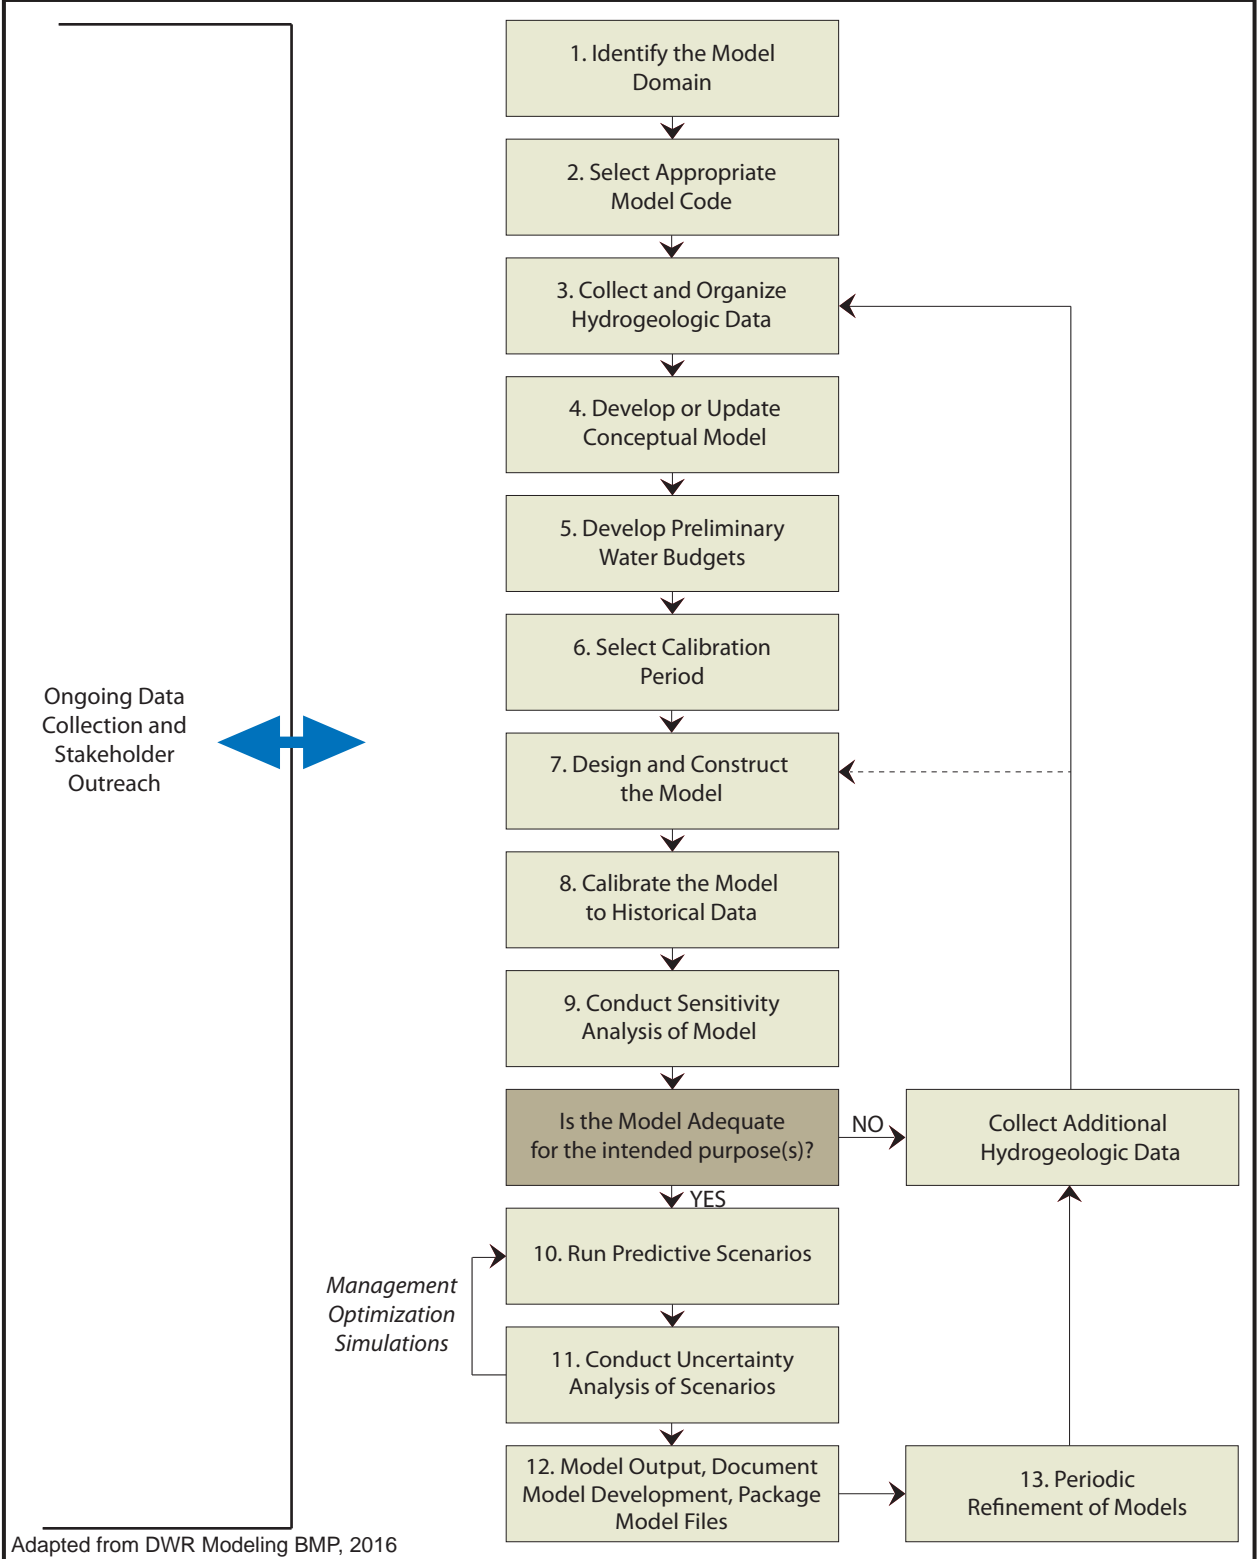 1. Identify the Model
Domain
2. Select Appropriate
Model Code
3. Collect and Organize
Hydrogeologic Data
4. Develop or Update
Conceptual Model
5. Develop Preliminary
Water Budgets
6. Select Calibration
Period
Ongoing Data
Collection and
Stakeholder
Outreach
7. Design and Construct
the Model
8. Calibrate the Model
to Historical Data
9. Conduct Sensitivity
Analysis of Model
Is the Model Adequate
for the intended purpose(s)?
NO
Collect Additional
Hydrogeologic Data
YES
10. Run Predictive Scenarios
Management
Optimization
Simulations
11. Conduct Uncertainty
Analysis of Scenarios
12. Model Output, Document
Model Development, Package
Model Files
13. Periodic
Refinement of Models
Adapted from DWR Modeling BMP, 2016